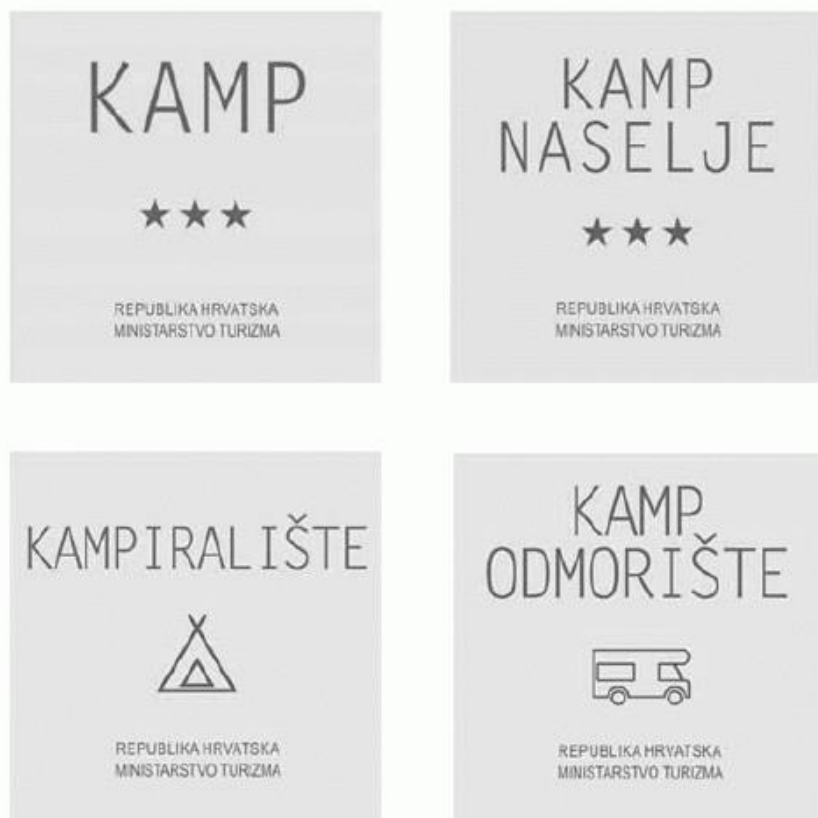 KAMP
REPUBLIKA HRVATSKA
MINISTARSTVO TURIZMA
KAMP
NASELJE
REPUBLIKA HRVATSKA
MINISTARSTVO TURIZMA
KAMPIRALIŠTE
REPUBLIKA HRVATSKA
MINISTARSTVO TURIZMA
KAMP
ODMORIŠTE
REPUBLIKA HRVATSKA
MINISTARSTVO TURIZMA